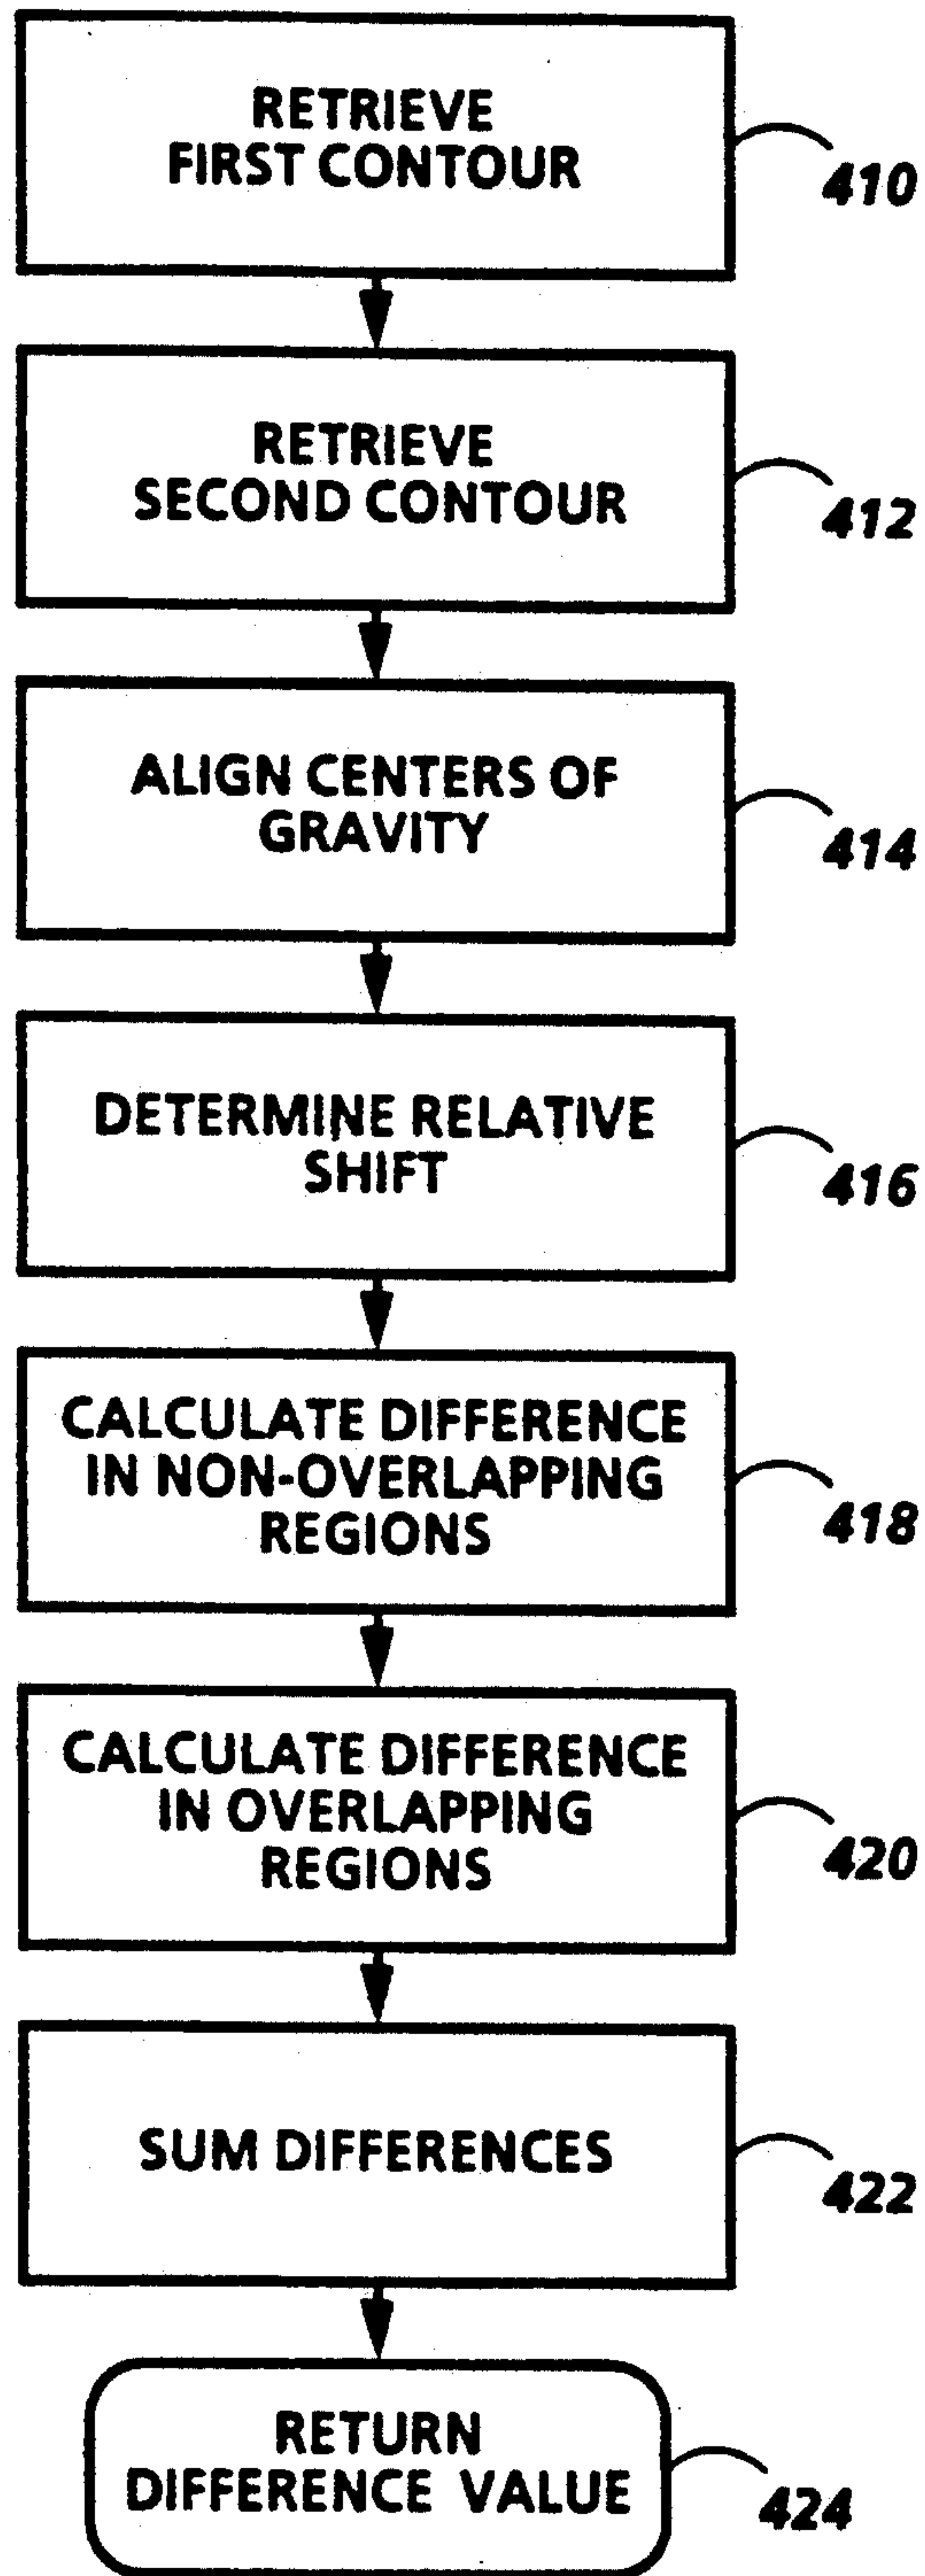 RETRIEVE
FIRST CONTOUR
410
RETRIEVE
SECOND CONTOUR
412
ALIGN CENTERS OF
GRAVITY
414
DETERMINE RELATIVE
SHIFT
416
CALCULATE DIFFERENCE
IN NON-OVERLAPPING
REGIONS
418
CALCULATE DIFFERENCE
IN OVERLAPPING
REGIONS
420
SUM DIFFERENCES
422
RETURN
DIFFERENCE VALUE
424